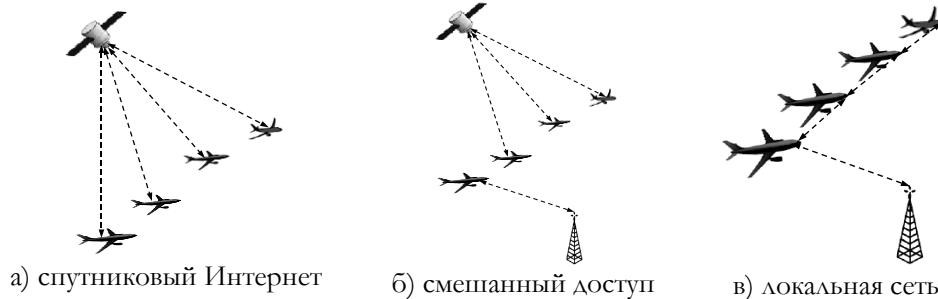 а) спутниковый Интернет
б) смешанный доступ
в) локальная сеть